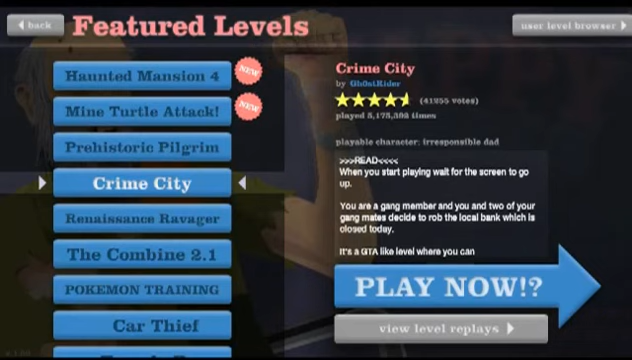 back
Featured Levels
user level browser
Haunted Mansion 4
NEW
Mine Turtle Attack!
NEW
Prehistoric Pilgrim
Crime City
Renaissance Ravager
The Combine 2.1
POKEMON TRAINING
Car Thief
Crime City
by Gh0stRider
(41255 votes)
played times
playable character: irresponsible dad
>>>READ<<<<
When you start playing wait for the screen to go
up.
You are a gang member and you and two of your
gang mates decide to rob the local bank which is
closed today.
It's a GTA like level where you can
PLAY NOW!?
view level replays